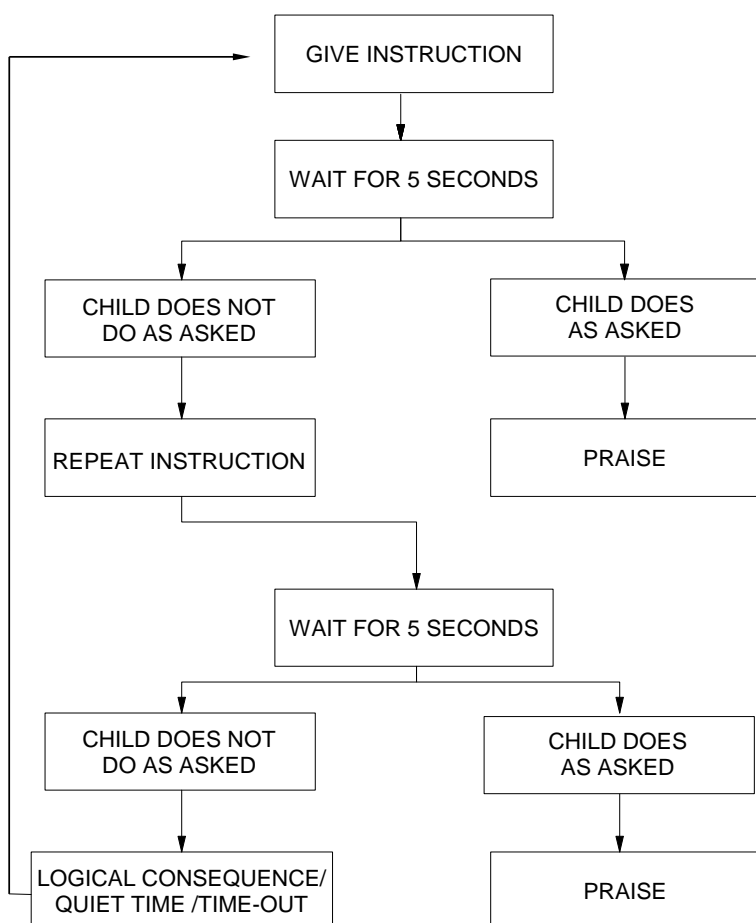 GIVE INSTRUCTION
WAIT FOR 5 SECONDS
CHILD DOES NOT
DO AS ASKED
CHILD DOES
AS ASKED
REPEAT INSTRUCTION
PRAISE
WAIT FOR 5 SECONDS
CHILD DOES NOT
DO AS ASKED
CHILD DOES
AS ASKED
LOGICAL CONSEQUENCE/
QUIET TIME /TIME-OUT
PRAISE